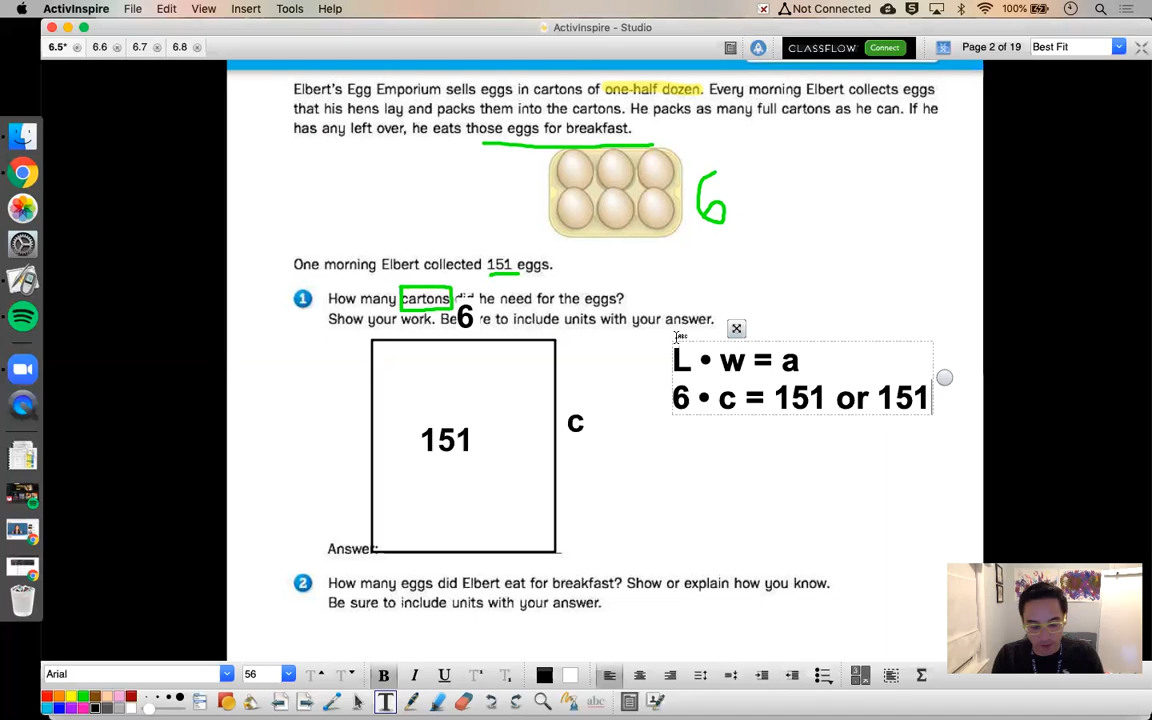 ActivInspire File Edit View Insert Tools Help Not Connected 100%
ActivInspire - Studio
6.5* 6.6 6.7 6.8 CLASSFLOW Connect Page 2 of 19 Best Fit
Elbert's Egg Emporium sells eggs in cartons of one-half dozen. Every morning Elbert collects eggs
that his hens lay and packs them into the cartons. He packs as many full cartons as he can. If he
has any left over, he eats those eggs for breakfast.
6
One morning Elbert collected 151 eggs.
1 How many cartons did he need for the eggs?
Show your work. Be sure to include units with your answer.
6
L • w = a
6 • c = 151 or 151
c
151
Answer:
2 How many eggs did Elbert eat for breakfast? Show or explain how you know.
Be sure to include units with your answer.
Arial 56 B I U
T abc